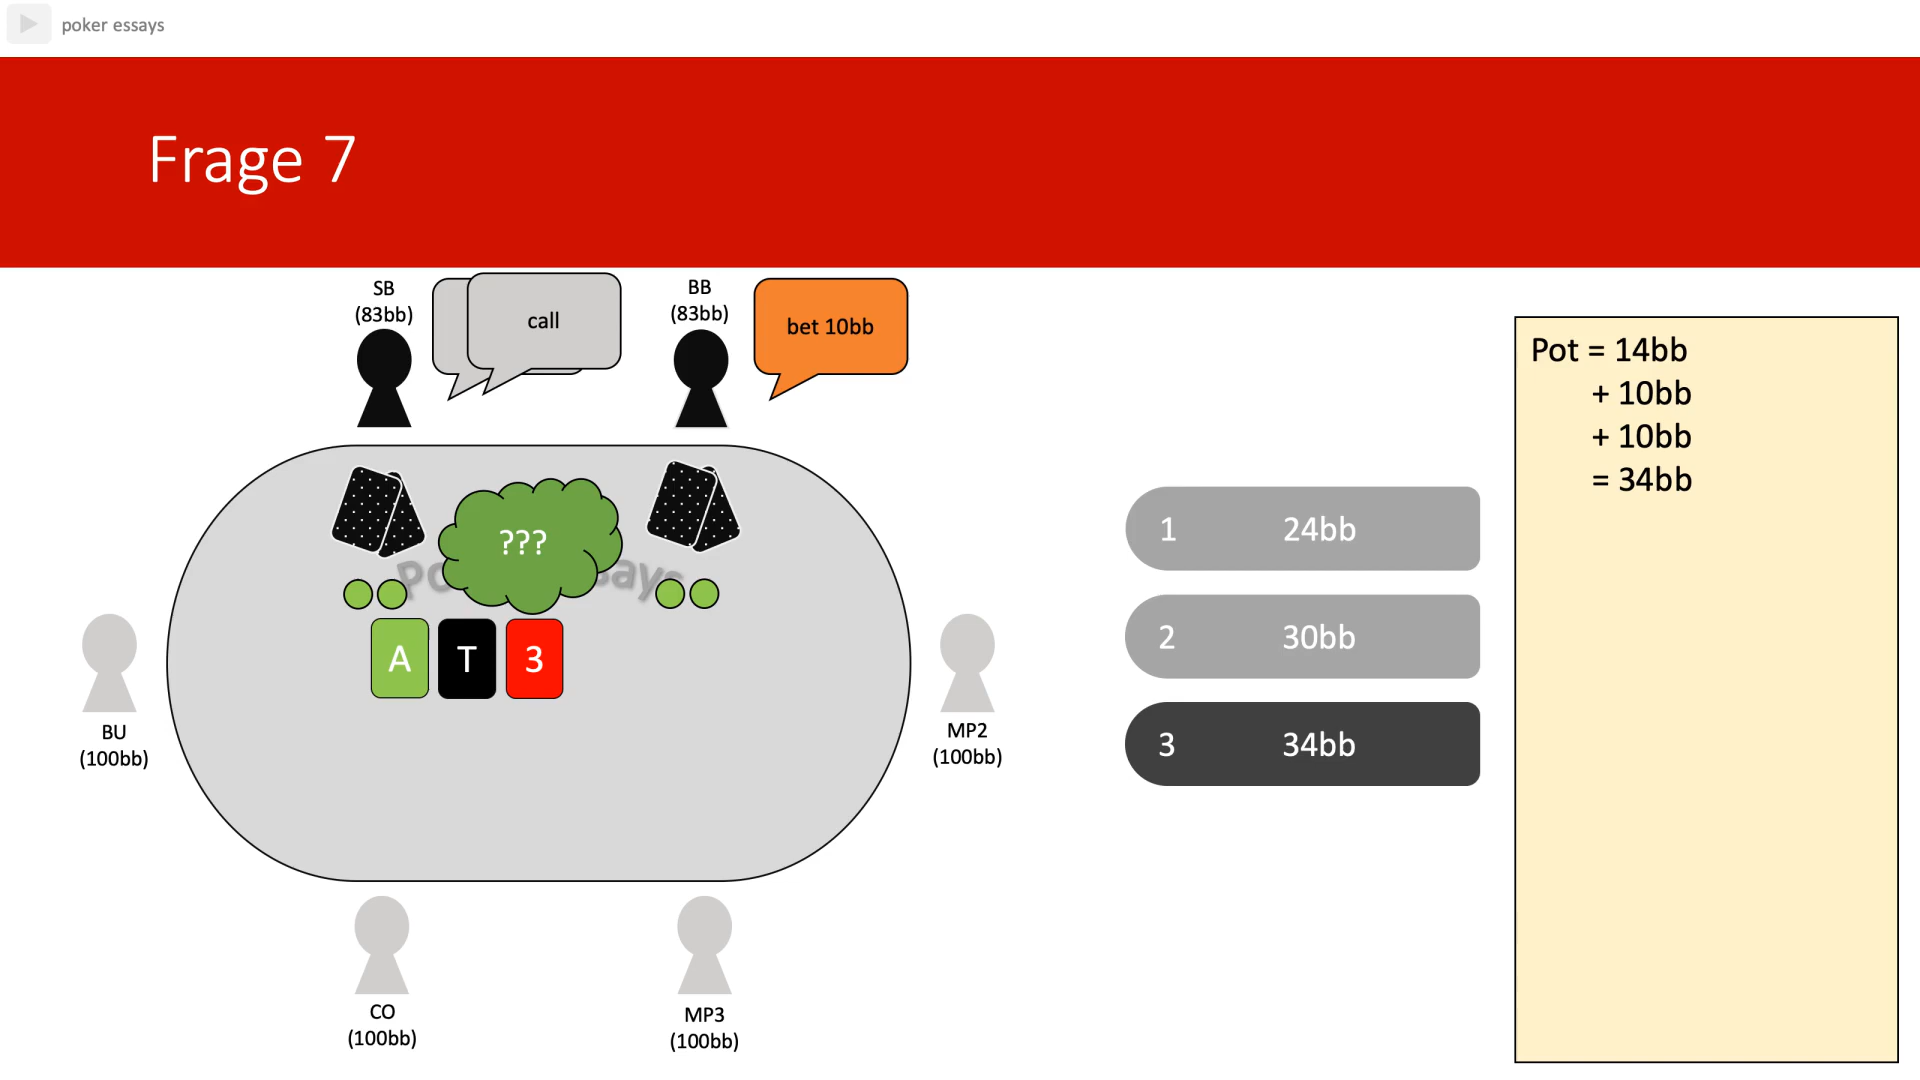 poker essays
Frage 7
SB
(83bb)
call
BB
(83bb)
bet 10bb
???
A T 3
BU
(100bb)
MP2
(100bb)
CO
(100bb)
MP3
(100bb)
1 24bb
2 30bb
3 34bb
Pot = 14bb
+ 10bb
+ 10bb
= 34bb